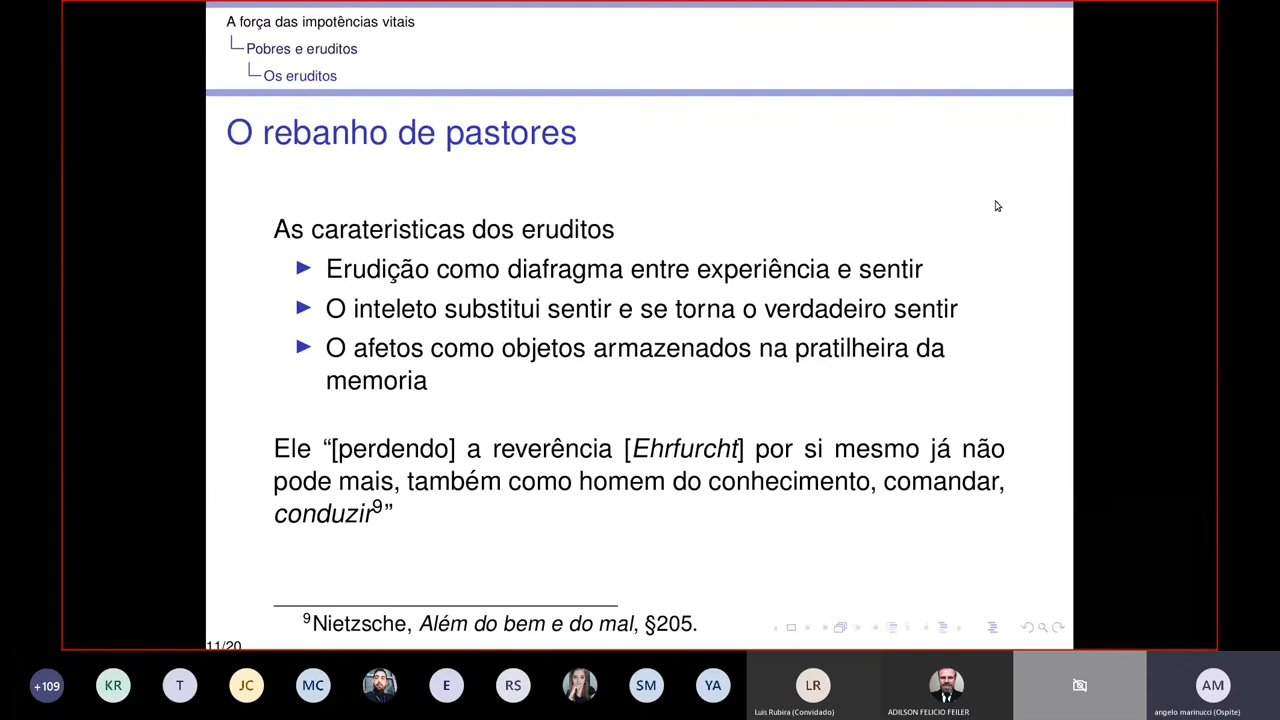 A força das impotências vitais
Pobres e eruditos
Os eruditos
O rebanho de pastores
As carateristicas dos eruditos
Erudição como diafragma entre experiência e sentir
O inteleto substitui sentir e se torna o verdadeiro sentir
O afetos como objetos armazenados na pratilheira da
memoria
Ele “[perdendo] a reverência [Ehrfurcht] por si mesmo já não
pode mais, também como homem do conhecimento, comandar,
conduzir⁹”
⁹Nietzsche, Além do bem e do mal, §205.
11/20
+109 KR T JC MC E RS SM YA LR AM
Luis Rubira (Convidado) ADILSON FELICIO FEILER angelo marinucci (Ospite)